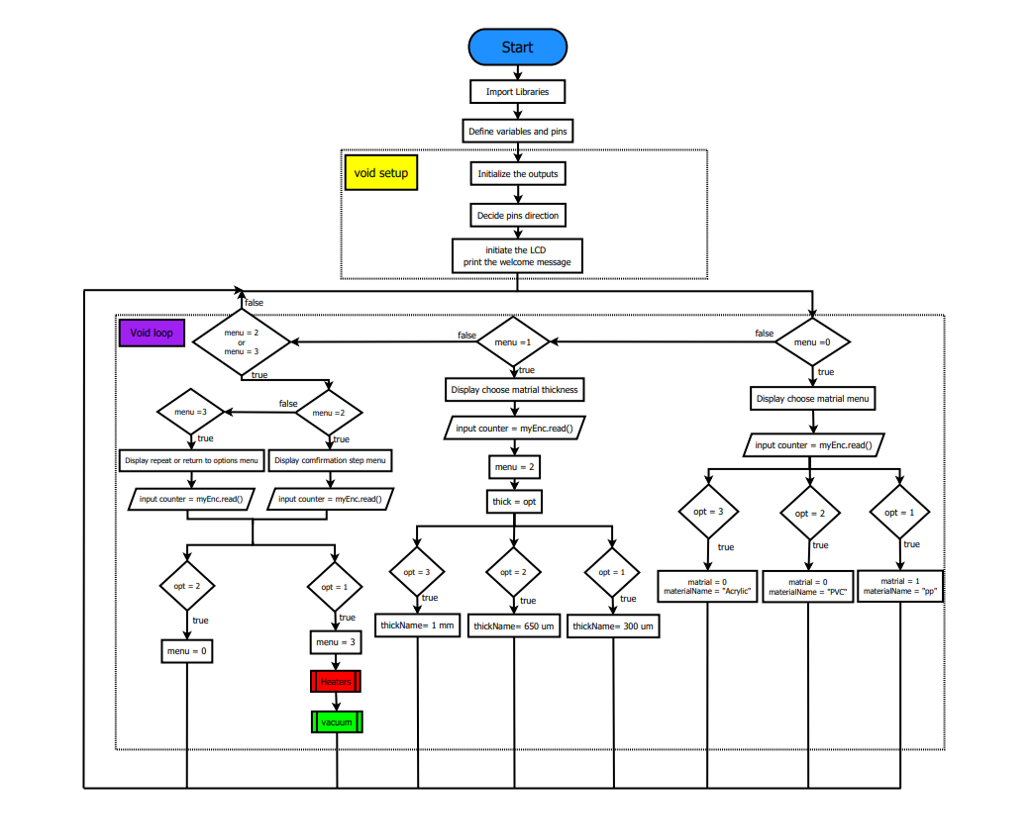 Start
Import Libraries
Define variables and pins
void setup
Initialize the outputs
Decide pins direction
initiate the LCD
print the welcome message
false
Void loop
menu = 2
or
menu = 3
false
menu =1
false
menu =0
true
true
true
Display choose matrial thickness
Display choose matrial menu
menu =3
false
menu =2
input counter = myEnc.read()
true
true
input counter = myEnc.read()
Display repeat or return to options menu
Display comfirmation step menu
menu = 2
input counter = myEnc.read()
input counter = myEnc.read()
thick = opt
opt = 3
opt = 2
opt = 1
true
true
true
opt = 2
opt = 1
opt = 3
opt = 2
opt = 1
matrial = 0
materialName = "Acrylic"
matrial = 0
materialName = "PVC"
matrial = 1
materialName = "pp"
true
true
true
true
true
thickName= 1 mm
thickName= 650 um
thickName= 300 um
menu = 0
menu = 3
Heaters
vacuum